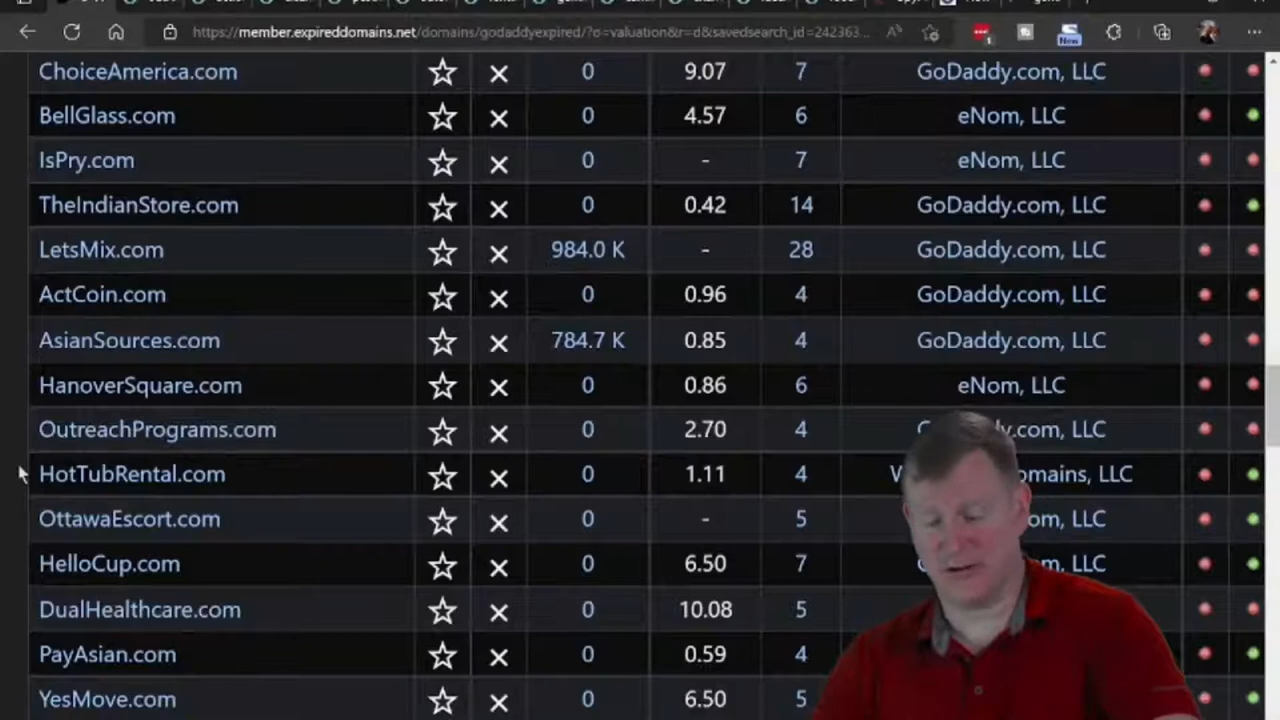 https://member.expireddomains.net/domains/godaddyexpired/?o=valuation&r=d&savedsearch_id=242363...
1
New
ChoiceAmerica.com 0 9.07 7 GoDaddy.com, LLC
BellGlass.com 0 4.57 6 eNom, LLC
IsPry.com 0 - 7 eNom, LLC
TheIndianStore.com 0 0.42 14 GoDaddy.com, LLC
LetsMix.com 984.0 K - 28 GoDaddy.com, LLC
ActCoin.com 0 0.96 4 GoDaddy.com, LLC
AsianSources.com 784.7 K 0.85 4 GoDaddy.com, LLC
HanoverSquare.com 0 0.86 6 eNom, LLC
OutreachPrograms.com 0 2.70 4 LLC
HotTubRental.com 0 1.11 4 LLC
OttawaEscort.com 0 - 5 LLC
HelloCup.com 0 6.50 7 LLC
DualHealthcare.com 0 10.08 5
PayAsian.com 0 0.59 4
YesMove.com 0 6.50 5